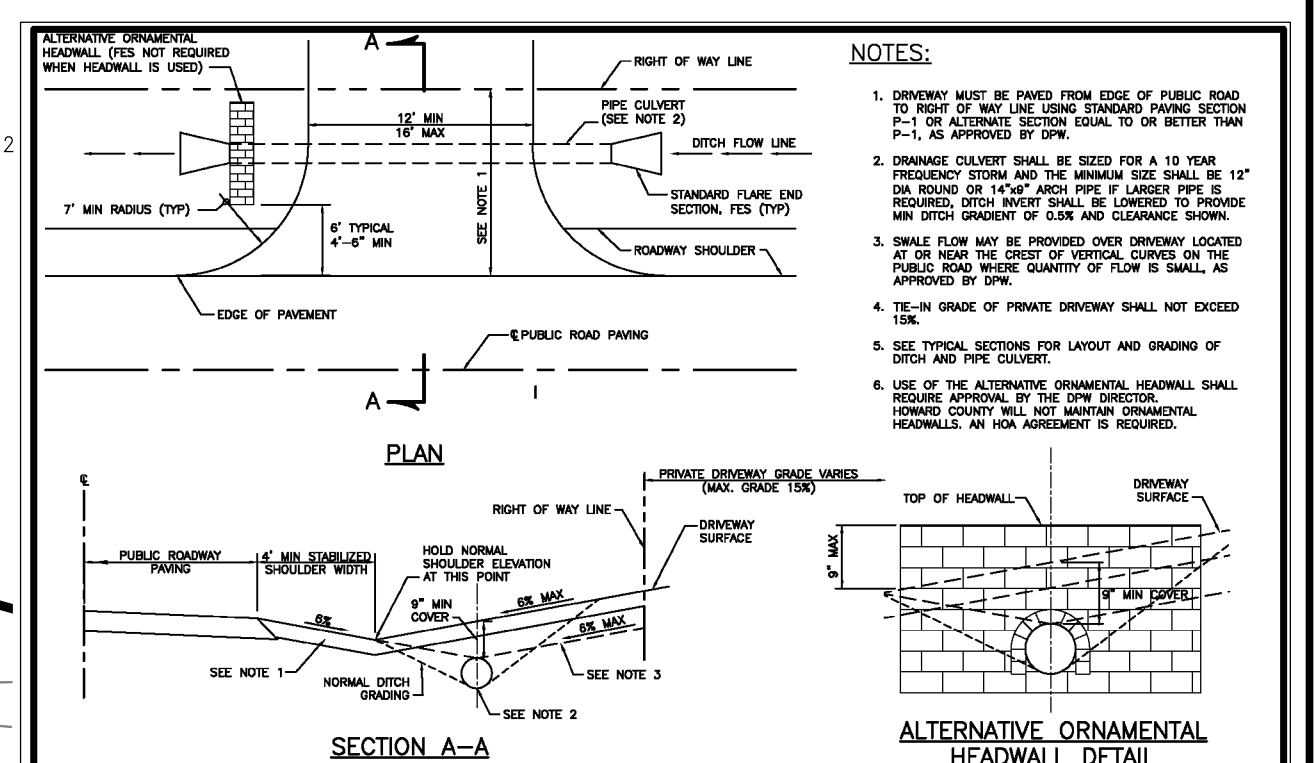 ALTERNATIVE ORNAMENTAL
HEADWALL (FES NOT REQUIRED
WHEN HEADWALL IS USED)
A
RIGHT OF WAY LINE
PIPE CULVERT
(SEE NOTE 2)
12' MIN
16' MAX
DITCH FLOW LINE
2
SEE NOTE 1
STANDARD FLARE END
SECTION, FES (TYP)
7' MIN RADIUS (TYP)
6' TYPICAL
4'-6" MIN
ROADWAY SHOULDER
EDGE OF PAVEMENT
℄ PUBLIC ROAD PAVING
A
PLAN
NOTES:
1. DRIVEWAY MUST BE PAVED FROM EDGE OF PUBLIC ROAD
TO RIGHT OF WAY LINE USING STANDARD PAVING SECTION
P-1 OR ALTERNATE SECTION EQUAL TO OR BETTER THAN
P-1, AS APPROVED BY DPW.
2. DRAINAGE CULVERT SHALL BE SIZED FOR A 10 YEAR
FREQUENCY STORM AND THE MINIMUM SIZE SHALL BE 12"
DIA ROUND OR 14"x9" ARCH PIPE IF LARGER PIPE IS
REQUIRED, DITCH INVERT SHALL BE LOWERED TO PROVIDE
MIN DITCH GRADIENT OF 0.5% AND CLEARANCE SHOWN.
3. SWALE FLOW MAY BE PROVIDED OVER DRIVEWAY LOCATED
AT OR NEAR THE CREST OF VERTICAL CURVES ON THE
PUBLIC ROAD WHERE QUANTITY OF FLOW IS SMALL, AS
APPROVED BY DPW.
4. TIE-IN GRADE OF PRIVATE DRIVEWAY SHALL NOT EXCEED
15%.
5. SEE TYPICAL SECTIONS FOR LAYOUT AND GRADING OF
DITCH AND PIPE CULVERT.
6. USE OF THE ALTERNATIVE ORNAMENTAL HEADWALL SHALL
REQUIRE APPROVAL BY THE DPW DIRECTOR.
HOWARD COUNTY WILL NOT MAINTAIN ORNAMENTAL
HEADWALLS. AN HOA AGREEMENT IS REQUIRED.
℄
PRIVATE DRIVEWAY GRADE VARIES
(MAX. GRADE 15%)
RIGHT OF WAY LINE
DRIVEWAY
SURFACE
PUBLIC ROADWAY
PAVING
4' MIN STABILIZED
SHOULDER WIDTH
HOLD NORMAL
SHOULDER ELEVATION
AT THIS POINT
9" MIN
COVER
6%
6% MAX
6% MAX
SEE NOTE 1
NORMAL DITCH
GRADING
SEE NOTE 3
SEE NOTE 2
SECTION A-A
TOP OF HEADWALL
DRIVEWAY
SURFACE
9" MAX
9" MIN COVER
ALTERNATIVE ORNAMENTAL
HEADWALL DETAIL